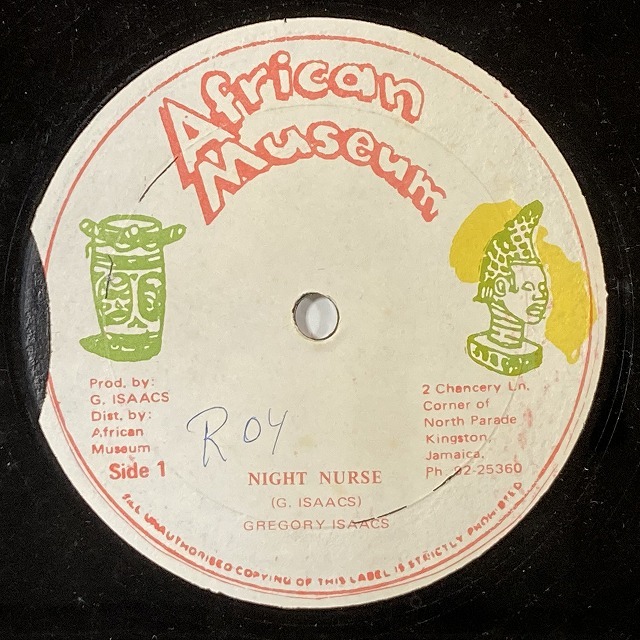 African
Museum
Prod. by:
G. ISAACS
Dist. by:
African
Museum
Side 1
2 Chancery Ln.
Corner of
North Parade
Kingston,
Jamaica.
Ph 92-25360
ROY
NIGHT NURSE
(G. ISAACS)
GREGORY ISAACS
ALL UNAUTHORISED COPYING OF THIS LABEL IS STRICTLY PROHIBITED